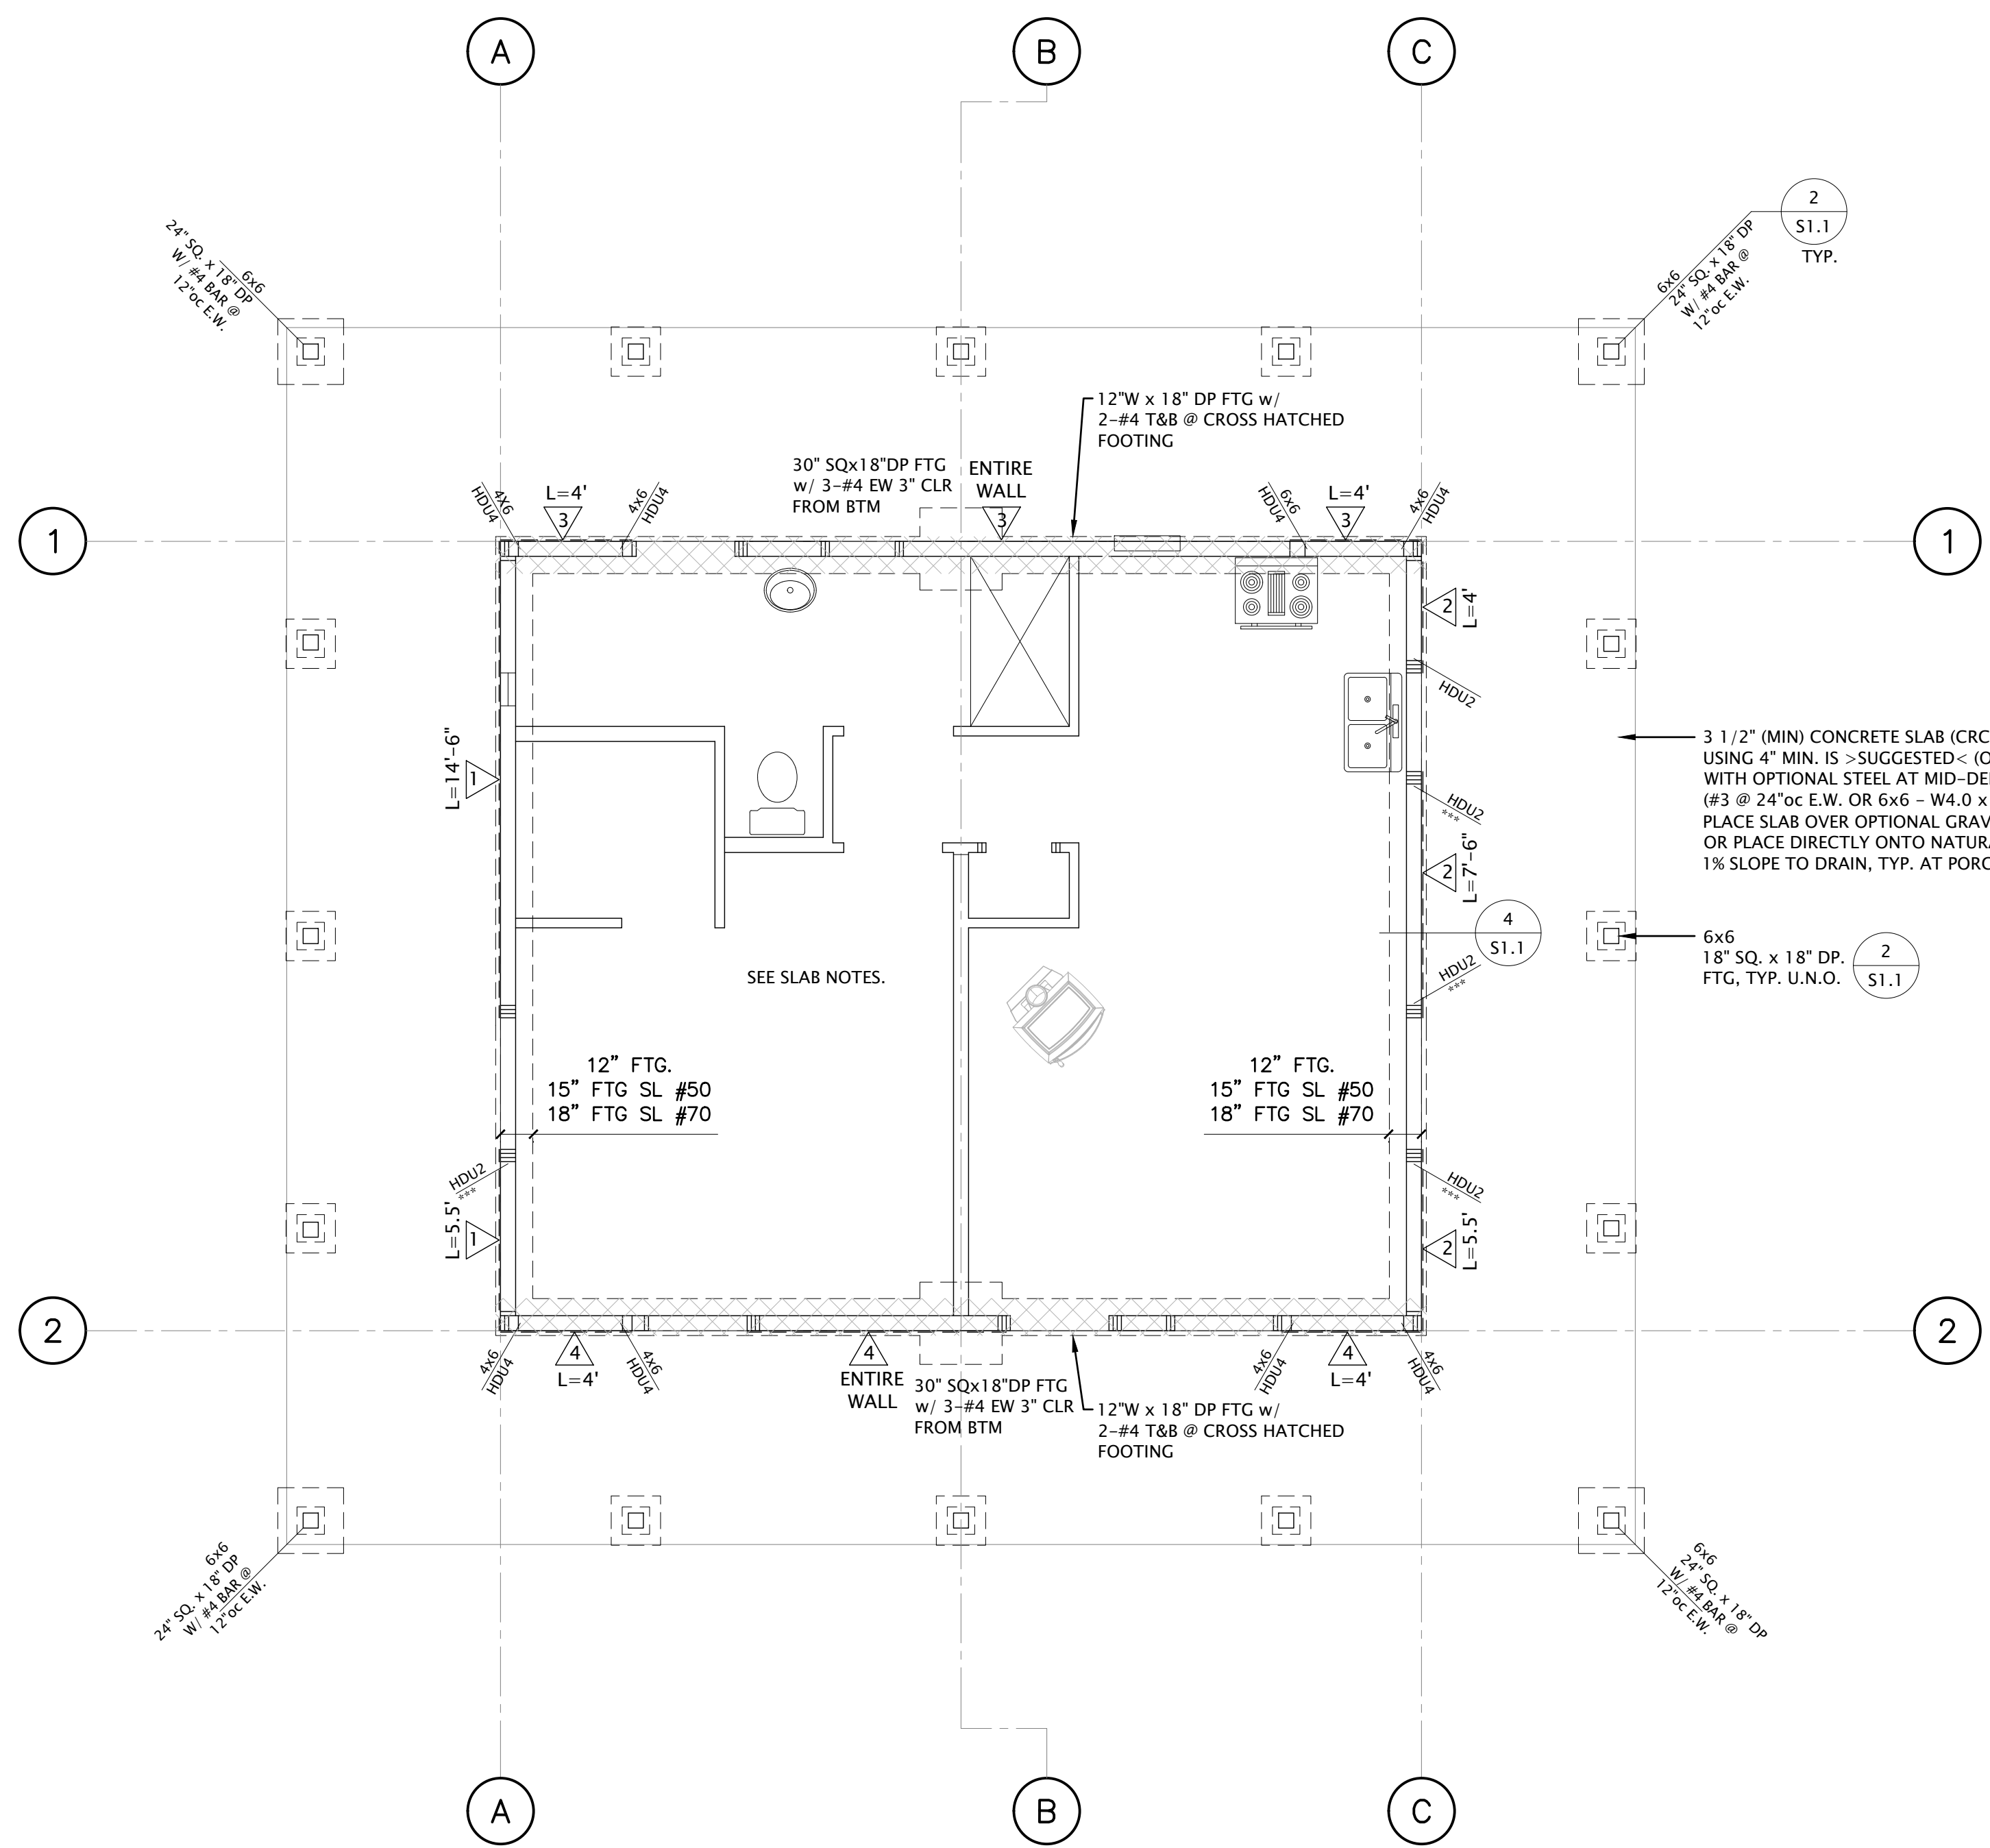 A
B
C
2
S1.1
TYP.
24" SQ. x 18" DP
W/ #4 BAR @
12"oc E.W.
6x6
6x6
24" SQ. x 18" DP
W/ #4 BAR @
12"oc E.W.
12"W x 18" DP FTG w/
2-#4 T&B @ CROSS HATCHED
FOOTING
30" SQx18"DP FTG
w/ 3-#4 EW 3" CLR
FROM BTM
ENTIRE
WALL
3
4X6
HDU4
L=4'
3
4x6
HDU4
6x6
HDU4
L=4'
3
4x6
HDU4
1
1
2
L=4'
HDU2
L=14'-6"
1
3 1/2" (MIN) CONCRETE SLAB (CRC
USING 4" MIN. IS >SUGGESTED< (O
WITH OPTIONAL STEEL AT MID-DE
(#3 @ 24"oc E.W. OR 6x6 - W4.0 x
PLACE SLAB OVER OPTIONAL GRAV
OR PLACE DIRECTLY ONTO NATUR
1% SLOPE TO DRAIN, TYP. AT PORC
HDU2
***
2
L=7'-6"
4
S1.1
6x6
18" SQ. x 18" DP.
FTG, TYP. U.N.O.
2
S1.1
HDU2
***
SEE SLAB NOTES.
12” FTG.
15” FTG SL #50
18” FTG SL #70
12” FTG.
15” FTG SL #50
18” FTG SL #70
HDU2
***
HDU2
***
L=5.5'
1
2
L=5.5'
2
2
4x6
HDU4
4
L=4'
4x6
HDU4
4
ENTIRE
WALL
30" SQx18"DP FTG
w/ 3-#4 EW 3" CLR
FROM BTM
12"W x 18" DP FTG w/
2-#4 T&B @ CROSS HATCHED
FOOTING
4x6
HDU4
4
L=4'
4x6
HDU4
6x6
24" SQ. x 18" DP
W/ #4 BAR @
12"oc E.W.
6x6
24" SQ. x 18" DP
W/ #4 BAR @
12"oc E.W.
A
B
C